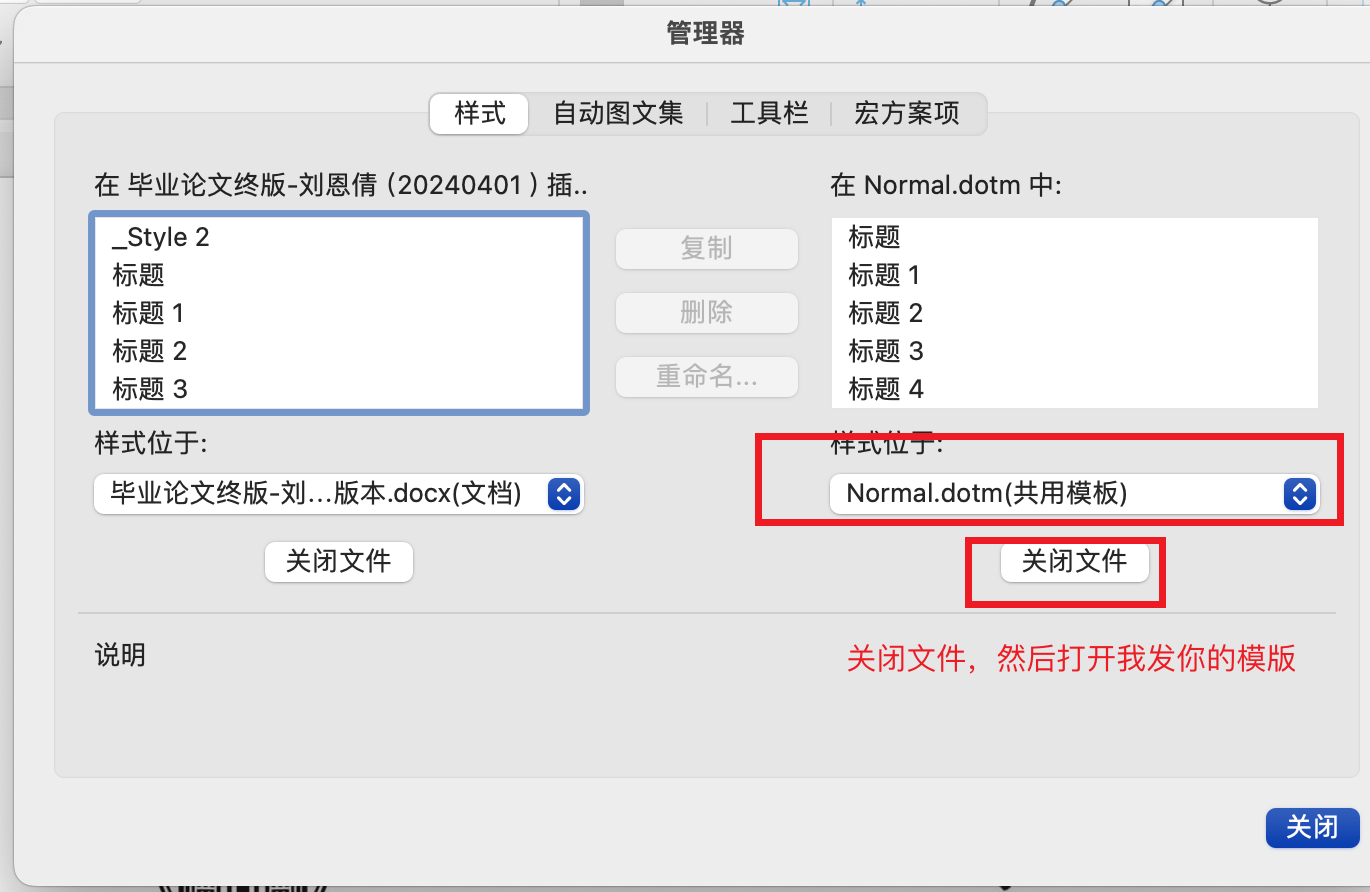 管理器
样式 自动图文集 工具栏 宏方案项
在 毕业论文终版-刘恩倩 (20240401 ) 插..
_Style 2
标题
标题 1
标题 2
标题 3
样式位于:
毕业论文终版-刘...版本.docx(文档)
关闭文件
复制
删除
重命名...
在 Normal.dotm 中:
标题
标题 1
标题 2
标题 3
标题 4
样式位于:
Normal.dotm(共用模板)
关闭文件
说明
关闭文件，然后打开我发你的模版
关闭